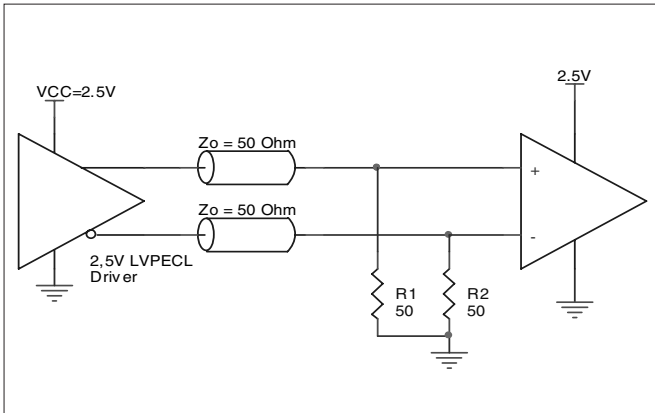 VCC=2.5V
2.5V
Zo = 50 Ohm
+
Zo = 50 Ohm
-
2,5V LVPECL
Driver
R1
50
R2
50